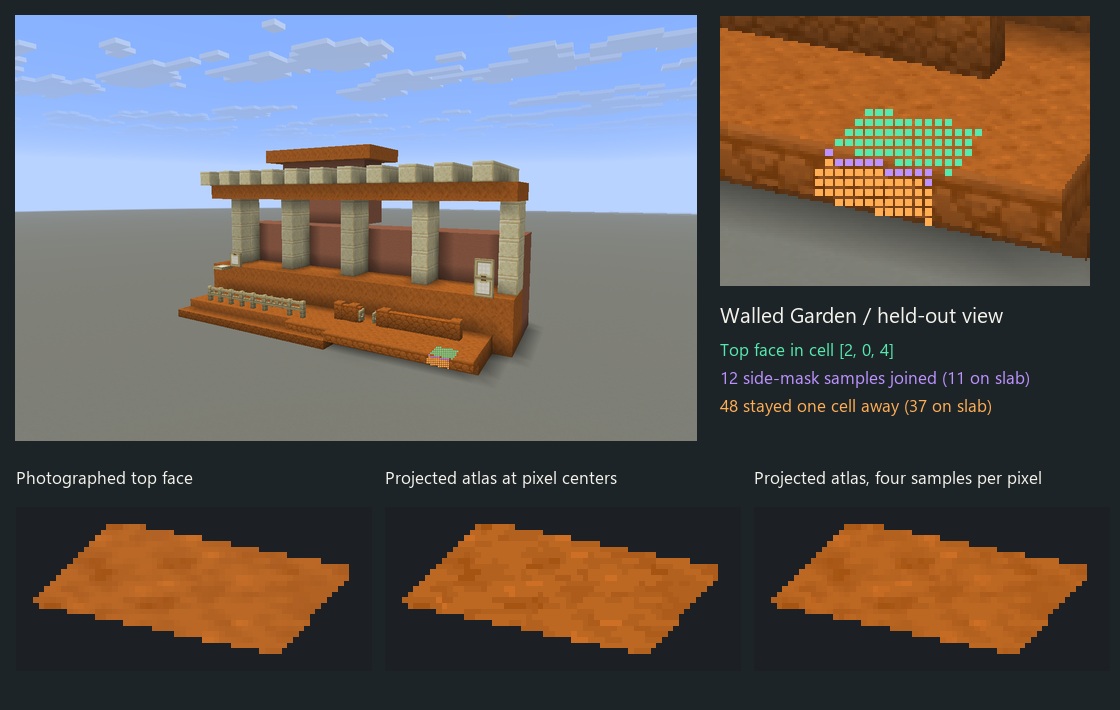 Walled Garden / held-out view
Top face in cell [2, 0, 4]
12 side-mask samples joined (11 on slab)
48 stayed one cell away (37 on slab)
Photographed top face
Projected atlas at pixel centers
Projected atlas, four samples per pixel